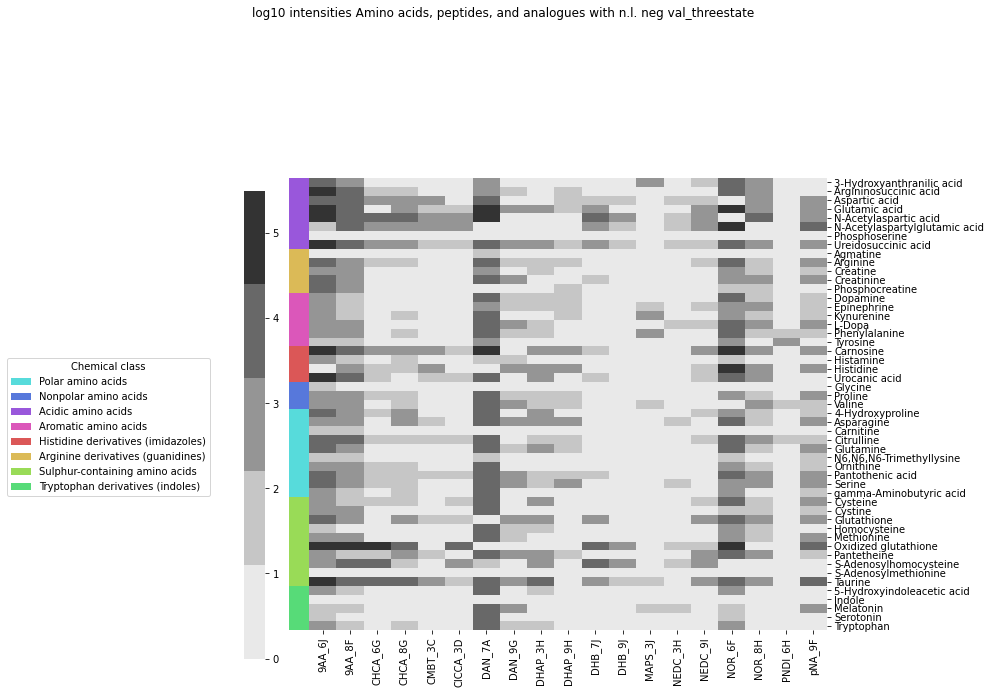 log10 intensities Amino acids, peptides, and analogues with n.l. neg val_threestate
5
4
3
2
1
0
Chemical class
Polar amino acids
Nonpolar amino acids
Acidic amino acids
Aromatic amino acids
Histidine derivatives (imidazoles)
Arginine derivatives (guanidines)
Sulphur-containing amino acids
Tryptophan derivatives (indoles)
3-Hydroxyanthranilic acid
Argininosuccinic acid
Aspartic acid
Glutamic acid
N-Acetylaspartic acid
N-Acetylaspartylglutamic acid
Phosphoserine
Ureidosuccinic acid
Agmatine
Arginine
Creatine
Creatinine
Phosphocreatine
Dopamine
Epinephrine
Kynurenine
L-Dopa
Phenylalanine
Tyrosine
Carnosine
Histamine
Histidine
Urocanic acid
Glycine
Proline
Valine
4-Hydroxyproline
Asparagine
Carnitine
Citrulline
Glutamine
N6,N6,N6-Trimethyllysine
Ornithine
Pantothenic acid
Serine
gamma-Aminobutyric acid
Cysteine
Cystine
Glutathione
Homocysteine
Methionine
Oxidized glutathione
Pantetheine
S-Adenosylhomocysteine
S-Adenosylmethionine
Taurine
5-Hydroxyindoleacetic acid
Indole
Melatonin
Serotonin
Tryptophan
9AA_6J
9AA_8F
CHCA_6G
CHCA_8G
CMBT_3C
ClCCA_3D
DAN_7A
DAN_9G
DHAP_3H
DHAP_9H
DHB_7J
DHB_9J
MAPS_3J
NEDC_3H
NEDC_9I
NOR_6F
NOR_8H
PNDI_6H
pNA_9F